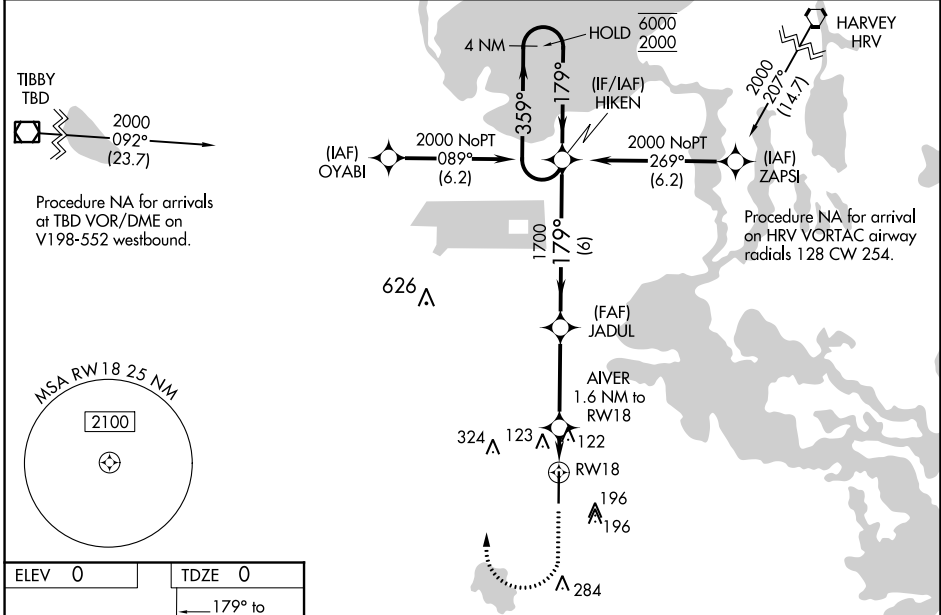 TIBBY
TBD
2000
092°
(23.7)
Procedure NA for arrivals
at TBD VOR/DME on
V198-552 westbound.
4 NM
HOLD
6000
2000
359°
179°
(IF/IAF)
HIKEN
HARVEY
HRV
2000
207°
(14.7)
(IAF)
OYABI
2000 NoPT
089°
(6.2)
2000 NoPT
269°
(6.2)
(IAF)
ZAPSI
Procedure NA for arrival
on HRV VORTAC airway
radials 128 CW 254.
1700
179°
(6)
626
(FAF)
JADUL
MSA RW18 25 NM
2100
AIVER
1.6 NM to
RW18
324
123
122
RW18
196
196
284
ELEV 0
TDZE 0
179° to